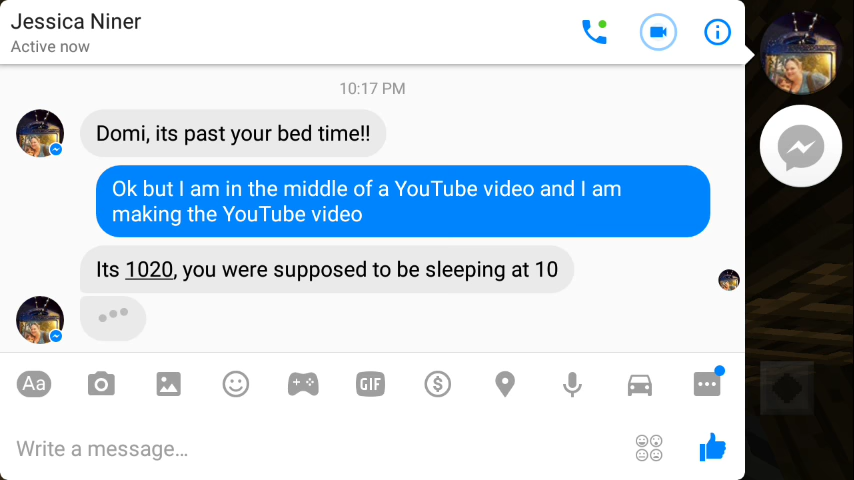 Jessica Niner
Active now
10:17 PM
Domi, its past your bed time!!
Ok but I am in the middle of a YouTube video and I am
making the YouTube video
Its 1020, you were supposed to be sleeping at 10
Aa
GIF
$
Write a message…